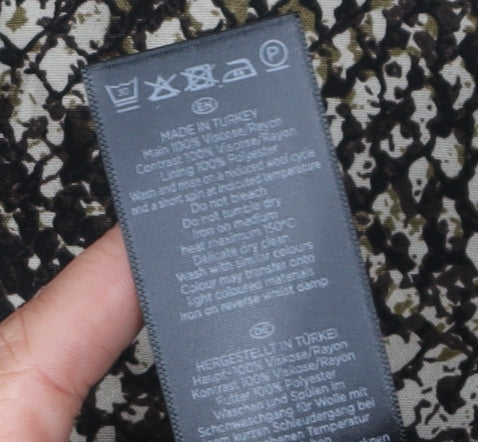 P
EN
MADE IN TURKEY
Main 100% Viscose/Rayon
Contrast 100% Viscose/Rayon
Lining 100% Polyester
Wash and rinse on a reduced wool cycle
and a short spin at indicated temperature
Do not bleach
Do not tumble dry
Iron on medium
heat maximum 150°C
Delicate dry clean
Wash with similar colours
Colour may transfer onto
light coloured materials
Iron on reverse whilst damp
DE
HERGESTELLT IN TÜRKEI
Haupt- 100% Viskose/Rayon
Kontrast 100% Viskose/Rayon
Futter 100% Polyester
Waschen und Spülen im
Schonwaschgang für Wolle mit
kurzen Schleudergang bei
Temperatur